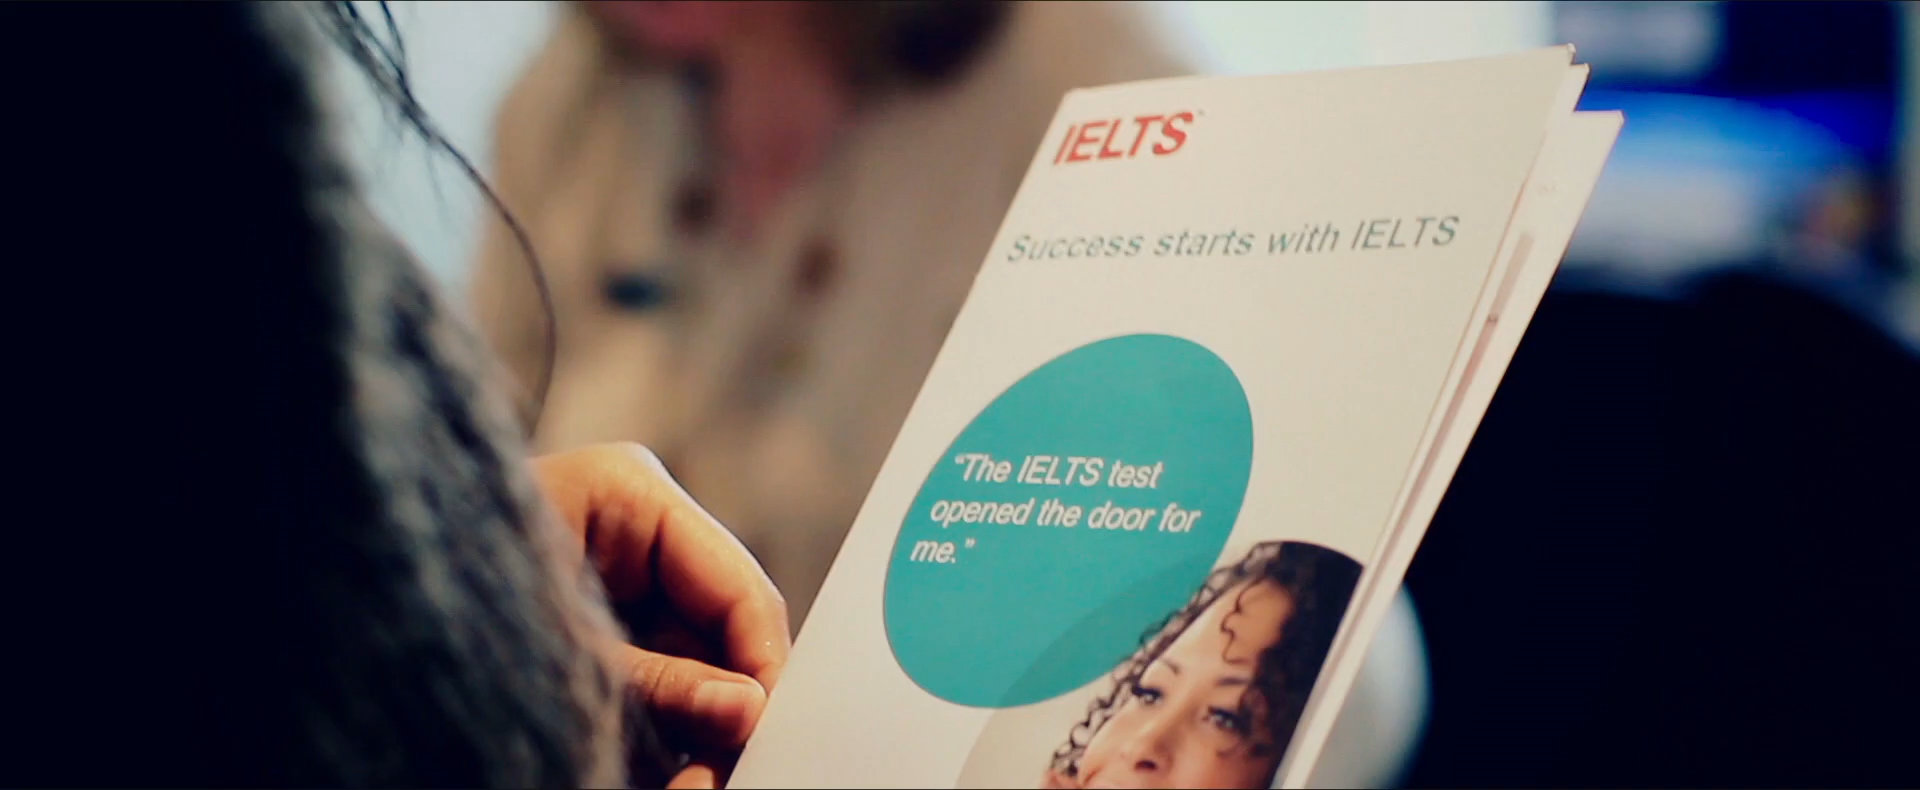 IELTS
Success starts with IELTS
“The IELTS test
opened the door for
me.”